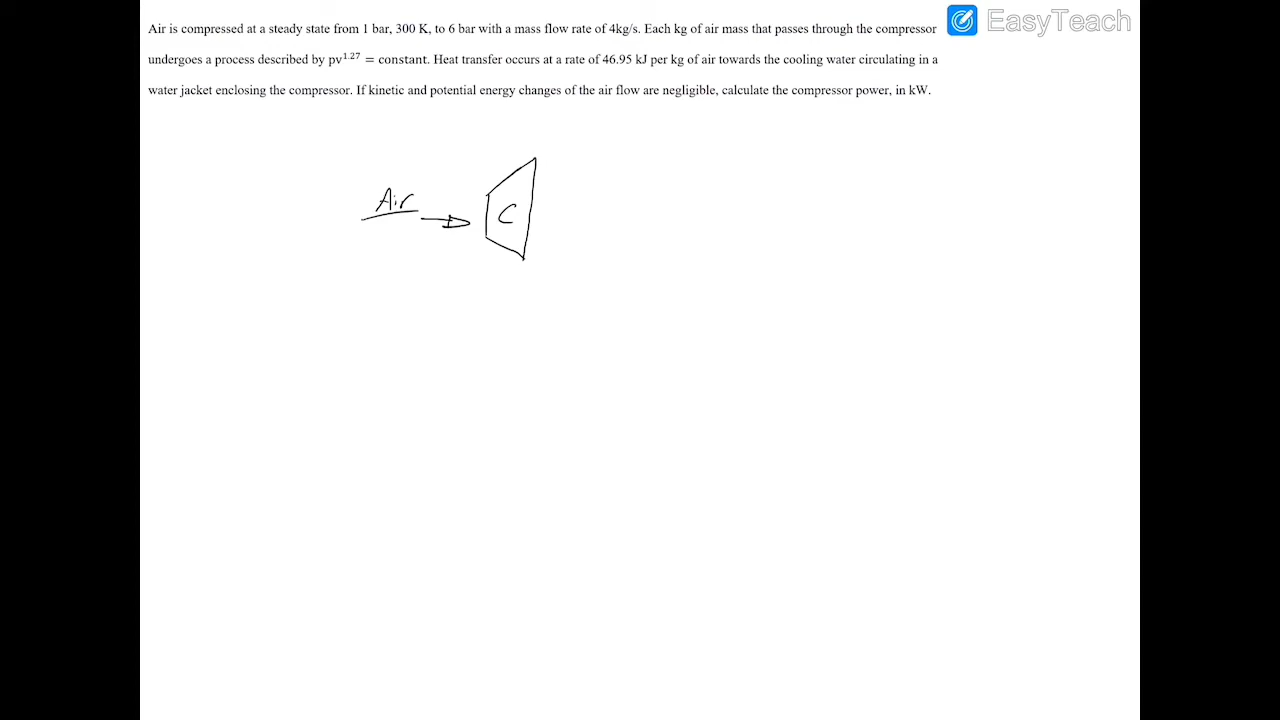 Air is compressed at a steady state from 1 bar, 300 K, to 6 bar with a mass flow rate of 4kg/s. Each kg of air mass that passes through the compressor
undergoes a process described by pv^1.27 = constant. Heat transfer occurs at a rate of 46.95 kJ per kg of air towards the cooling water circulating in a
water jacket enclosing the compressor. If kinetic and potential energy changes of the air flow are negligible, calculate the compressor power, in kW.
EasyTeach
Air
C